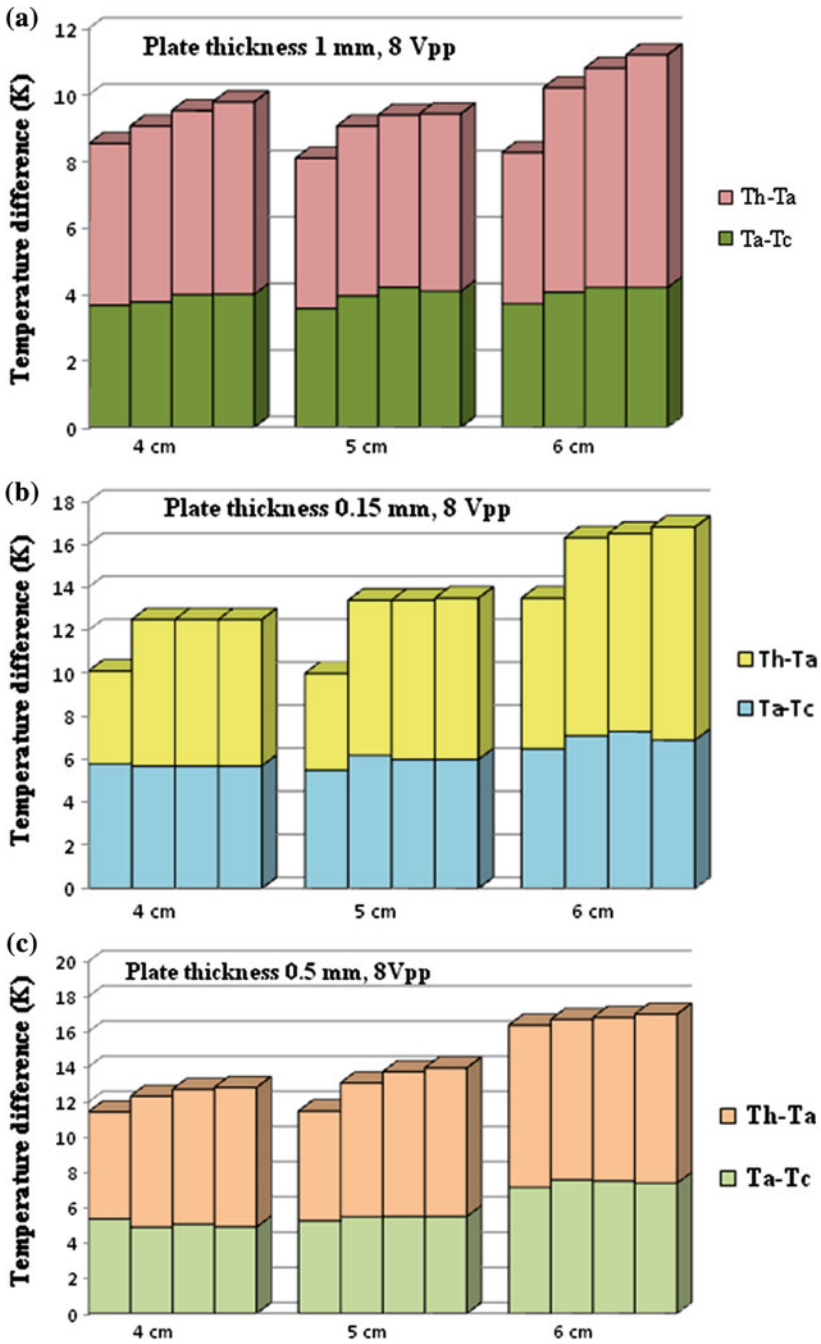 (a)
Plate thickness 1 mm, 8 Vpp
Temperature difference (K)
12
10
8
6
4
2
0
4 cm
5 cm
6 cm
Th-Ta
Ta-Tc
(b)
Plate thickness 0.15 mm, 8 Vpp
Temperature difference (K)
18
16
14
12
10
8
6
4
2
0
4 cm
5 cm
6 cm
Th-Ta
Ta-Tc
(c)
Plate thickness 0.5 mm, 8Vpp
Temperature difference (K)
20
18
16
14
12
10
8
6
4
2
0
4 cm
5 cm
6 cm
Th-Ta
Ta-Tc